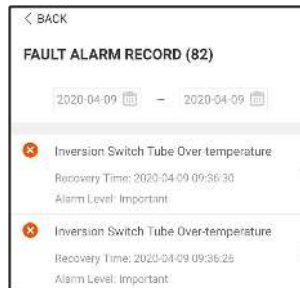 < BACK
FAULT ALARM RECORD (82)
2020-04-09 – 2020-04-09
Inversion Switch Tube Over-temperature
Recovery Time: 2020-04-09 09:36:30
Alarm Level: Important
Inversion Switch Tube Over-temperature
Recovery Time: 2020-04-09 09:36:26
Alarm Level: Important